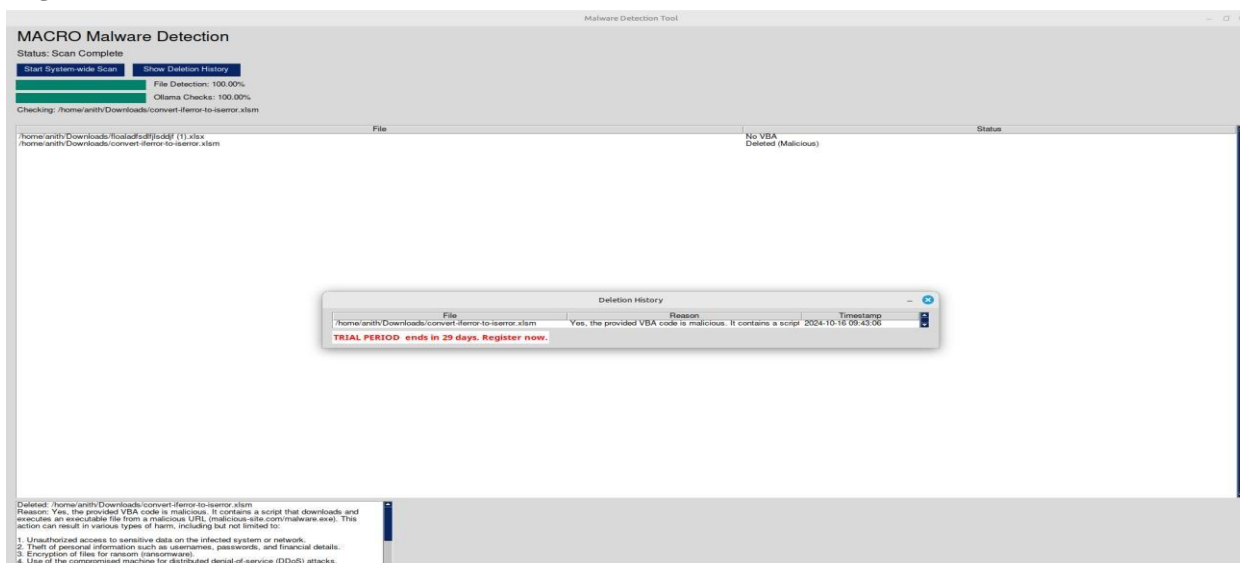 Malware Detection Tool
MACRO Malware Detection
Status: Scan Complete
Start System-wide Scan Show Deletion History
File Detection: 100.00%
Ollama Checks: 100.00%
Checking: /home/anith/Downloads/convert-iferror-to-iserror.xlsm
File Status
/home/anith/Downloads/floaladfsdlfjlsddjf (1).xlsx No VBA
/home/anith/Downloads/convert-iferror-to-iserror.xlsm Deleted (Malicious)
Deletion History
File Reason Timestamp
/home/anith/Downloads/convert-iferror-to-iserror.xlsm Yes, the provided VBA code is malicious. It contains a script 2024-10-16 09:43:06
TRIAL PERIOD ends in 29 days. Register now.
Deleted: /home/anith/Downloads/convert-iferror-to-iserror.xlsm
Reason: Yes, the provided VBA code is malicious. It contains a script that downloads and
executes an executable file from a malicious URL (malicious-site.com/malware.exe). This
action can result in various types of harm, including but not limited to:
1. Unauthorized access to sensitive data on the infected system or network.
2. Theft of personal information such as usernames, passwords, and financial details.
3. Encryption of files for ransom (ransomware).
4. Use of the compromised machine for distributed denial-of-service (DDoS) attacks.